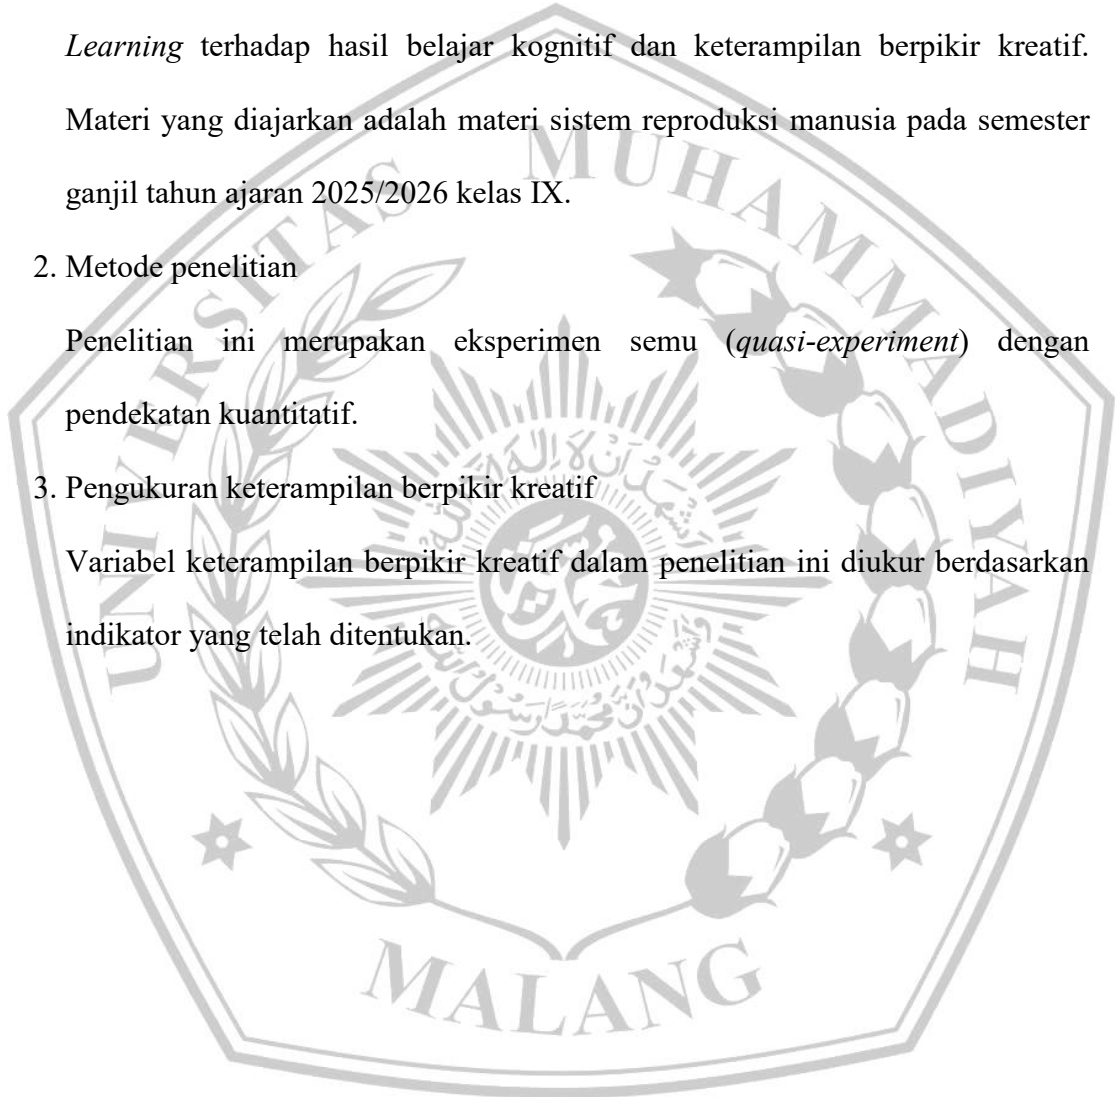 Learning terhadap hasil belajar kognitif dan keterampilan berpikir kreatif.
Materi yang diajarkan adalah materi sistem reproduksi manusia pada semester
ganjil tahun ajaran 2025/2026 kelas IX.
2. Metode penelitian
Penelitian ini merupakan eksperimen semu (quasi-experiment) dengan
pendekatan kuantitatif.
3. Pengukuran keterampilan berpikir kreatif
Variabel keterampilan berpikir kreatif dalam penelitian ini diukur berdasarkan
indikator yang telah ditentukan.
UNIVERSITAS MUHAMMADIYAH
MALANG